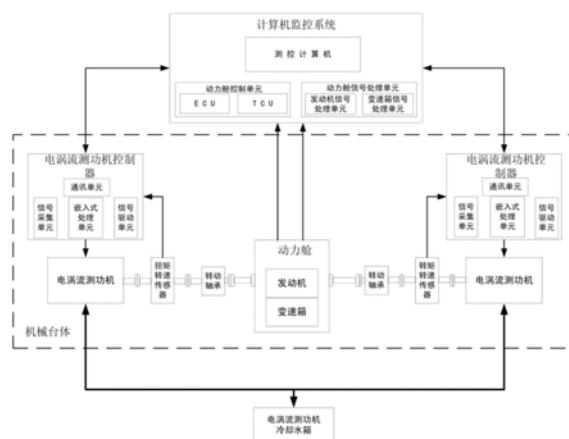 计算机监控系统
测控计算机
动力舱控制单元
动力舱信号处理单元
ECU
TCU
发动机信号
处理单元
变速箱信号
处理单元
电涡流测功机控制
器
通讯单元
信号
采集
单元
嵌入式
处理
单元
信号
驱动
单元
电涡流测功机控
制器
通讯单元
信号
采集
单元
嵌入式
处理
单元
信号
驱动
单元
电涡流测功机
扭矩
转速
传感
器
转动
轴承
动力舱
发动机
变速箱
转动
轴承
转矩
转速
传感
器
电涡流测功机
机械台体
电涡流测功机
冷却水箱